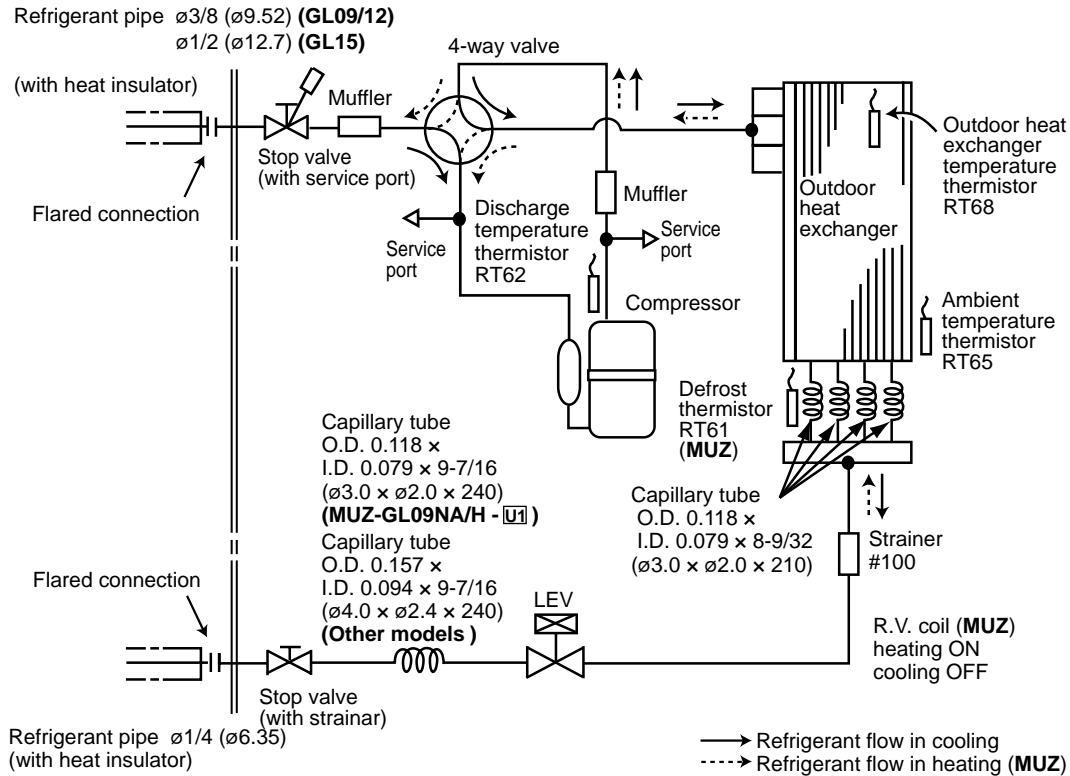 Refrigerant pipe ø3/8 (ø9.52) (GL09/12)
ø1/2 (ø12.7) (GL15)
(with heat insulator)
4-way valve
Muffler
Stop valve
(with service port)
Flared connection
Service
port
Discharge
temperature
thermistor
RT62
Muffler
Service
port
Compressor
Outdoor
heat
exchanger
Outdoor heat
exchanger
temperature
thermistor
RT68
Ambient
temperature
thermistor
RT65
Defrost
thermistor
RT61
(MUZ)
Capillary tube
O.D. 0.118 ×
I.D. 0.079 × 9-7/16
(ø3.0 × ø2.0 × 240)
(MUZ-GL09NA/H - U1 )
Capillary tube
O.D. 0.157 ×
I.D. 0.094 × 9-7/16
(ø4.0 × ø2.4 × 240)
(Other models )
Capillary tube
O.D. 0.118 ×
I.D. 0.079 × 8-9/32
(ø3.0 × ø2.0 × 210)
Strainer
#100
Flared connection
LEV
R.V. coil (MUZ)
heating ON
cooling OFF
Stop valve
(with strainar)
Refrigerant pipe ø1/4 (ø6.35)
(with heat insulator)
Refrigerant flow in cooling
Refrigerant flow in heating (MUZ)